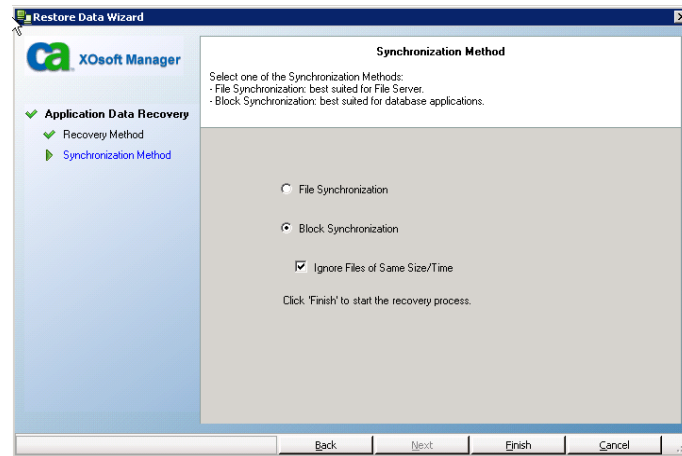 Restore Data Wizard
ca XOsoft Manager
Application Data Recovery
Recovery Method
Synchronization Method
Synchronization Method
Select one of the Synchronization Methods:
- File Synchronization: best suited for File Server.
- Block Synchronization: best suited for database applications.
File Synchronization
Block Synchronization
Ignore Files of Same Size/Time
Click 'Finish' to start the recovery process.
Back Next Finish Cancel